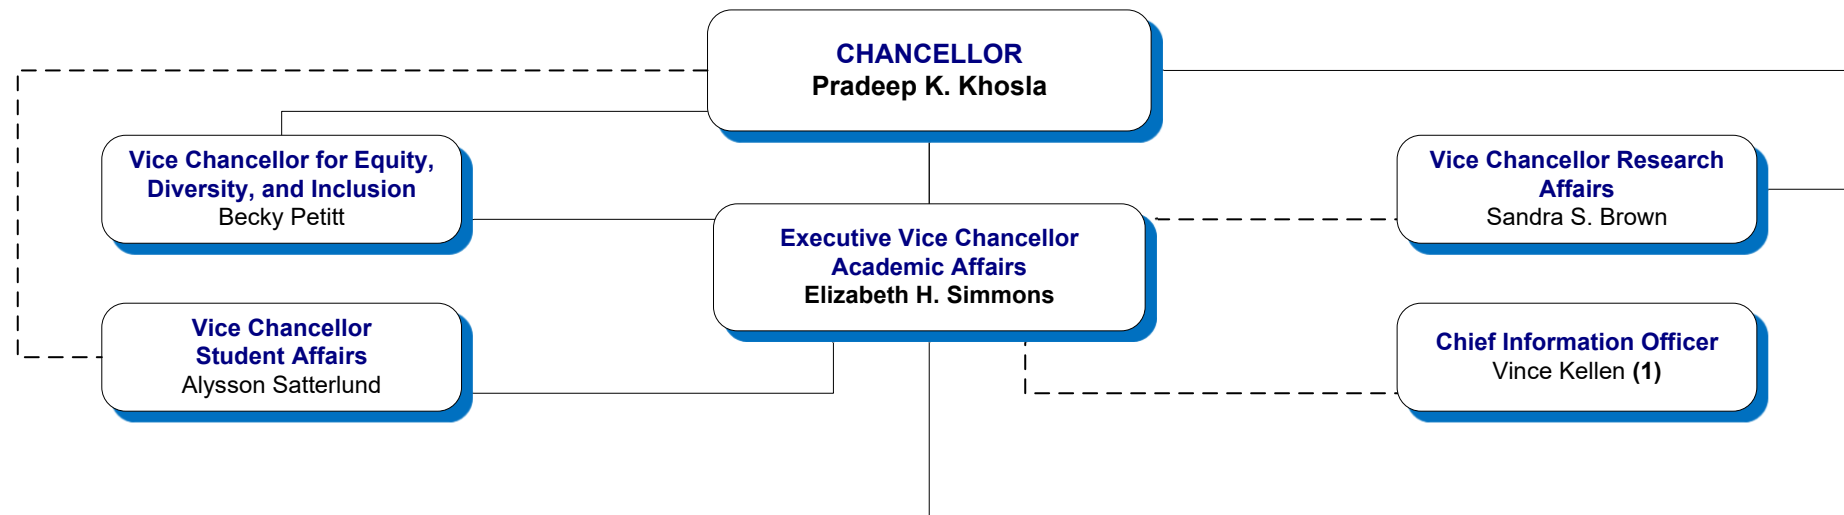 CHANCELLOR
Pradeep K. Khosla
Vice Chancellor for Equity,
Diversity, and Inclusion
Becky Petitt
Vice Chancellor Research
Affairs
Sandra S. Brown
Executive Vice Chancellor
Academic Affairs
Elizabeth H. Simmons
Vice Chancellor
Student Affairs
Alysson Satterlund
Chief Information Officer
Vince Kellen (1)